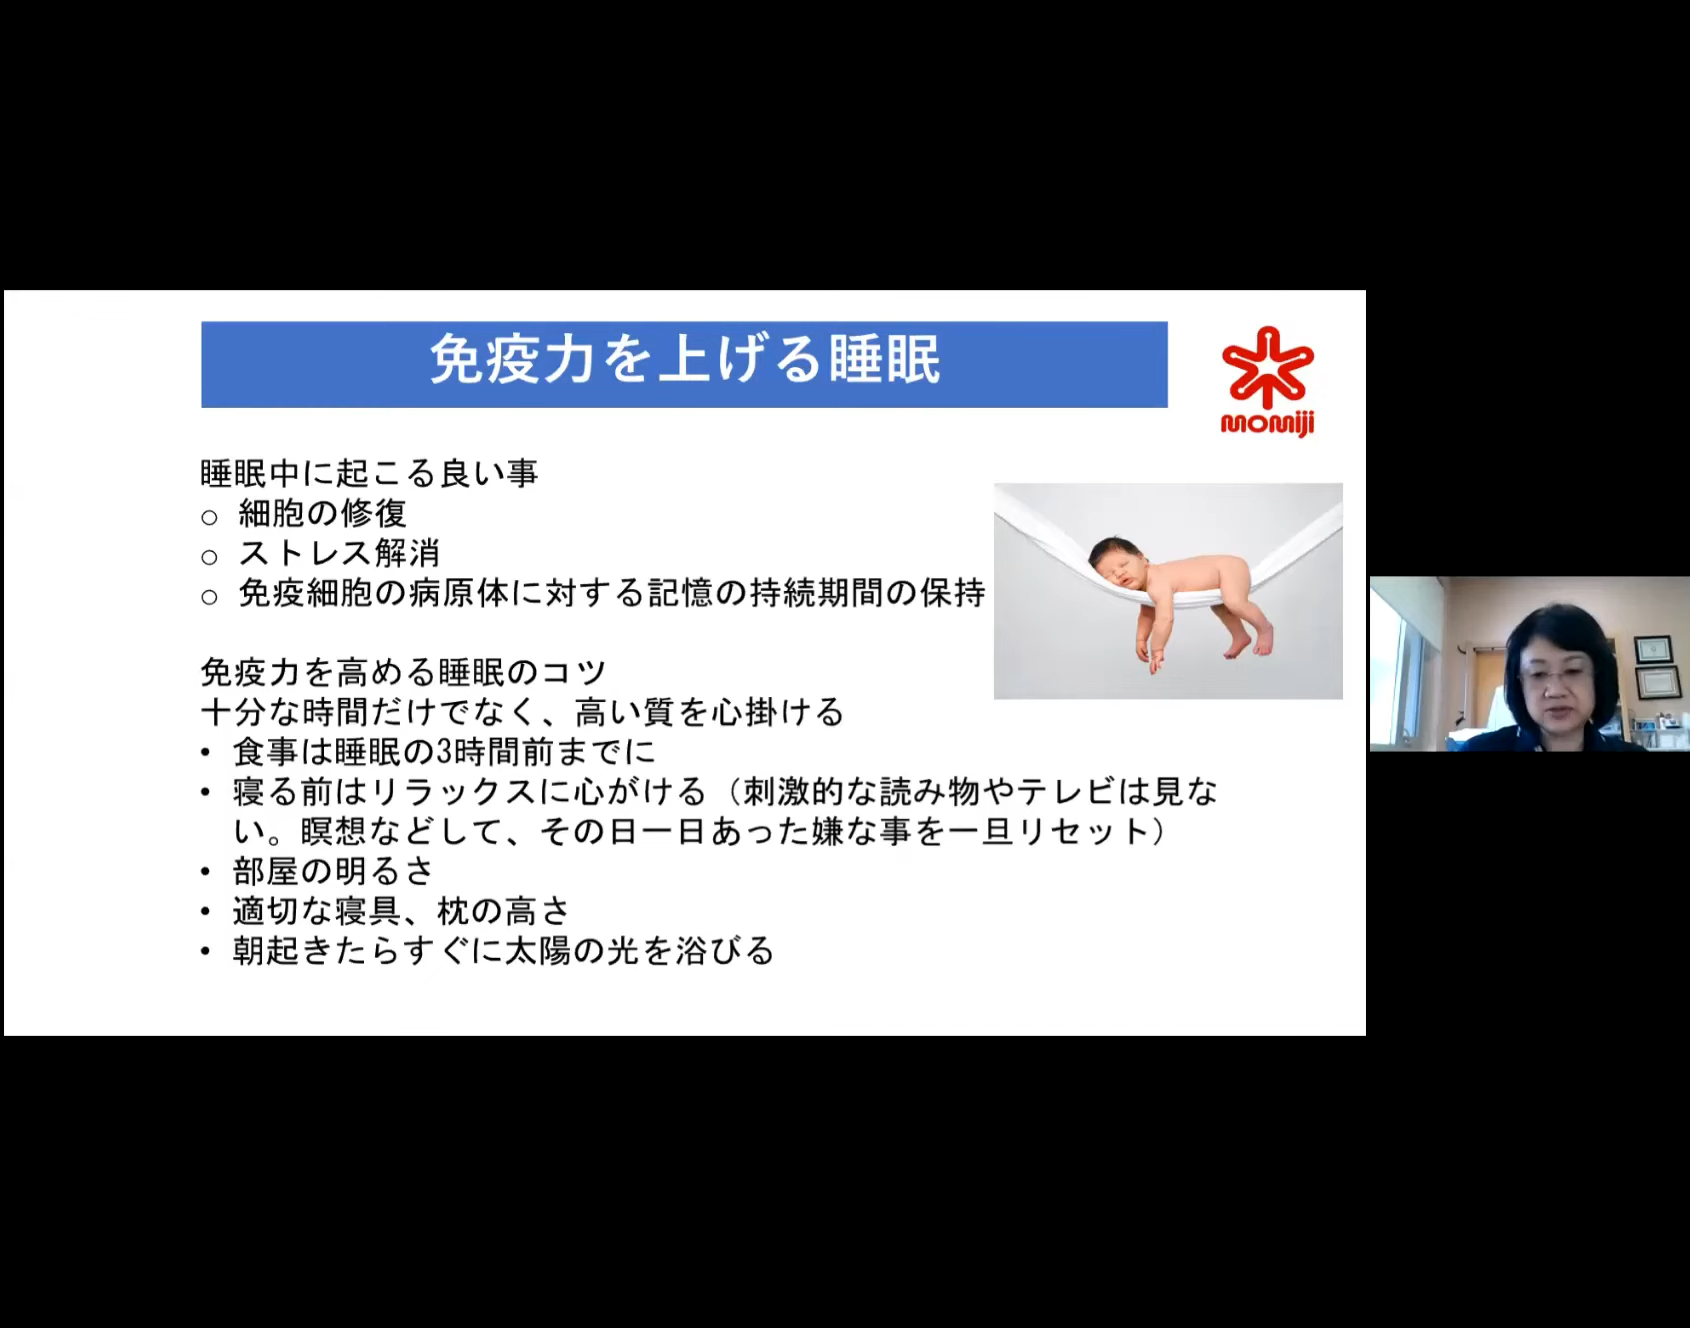 免疫力を上げる睡眠
momiji
睡眠中に起こる良い事
○ 細胞の修復
○ ストレス解消
○ 免疫細胞の病原体に対する記憶の持続期間の保持
免疫力を高める睡眠のコツ
十分な時間だけでなく、高い質を心掛ける
• 食事は睡眠の3時間前までに
• 寝る前はリラックスに心がける（刺激的な読み物やテレビは見な
い。瞑想などして、その日一日あった嫌な事を一旦リセット）
• 部屋の明るさ
• 適切な寝具、枕の高さ
• 朝起きたらすぐに太陽の光を浴びる